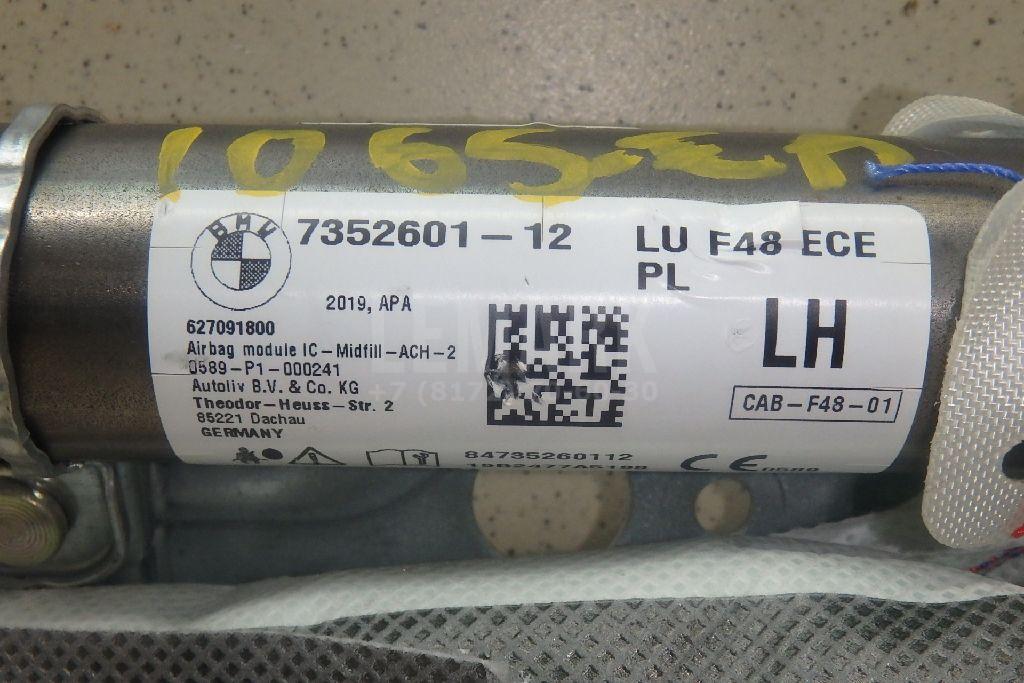 BMW
7352601-12
LU F48 ECE
PL
2019, APA
LH
627091800
Airbag module IC-Midfill-ACH-2
0589-P1-000241
Autoliv B.V. & Co. KG
Theodor-Heuss-Str. 2
85221 Dachau
GERMANY
CAB-F48-01
84735260112
CE 0589